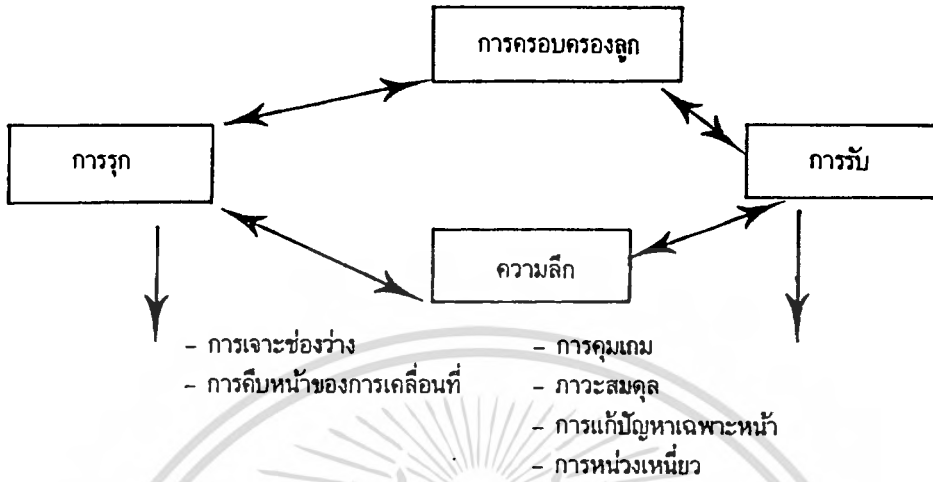 การครอบครองลูก
การรุก
การรับ
ความลึก
- การเจาะช่องว่าง
- การคืบหน้าของการเคลื่อนที่
- การคุมเกม
- ภาวะสมดุล
- การแก้ปัญหาเฉพาะหน้า
- การหน่วงเหนี่ยว